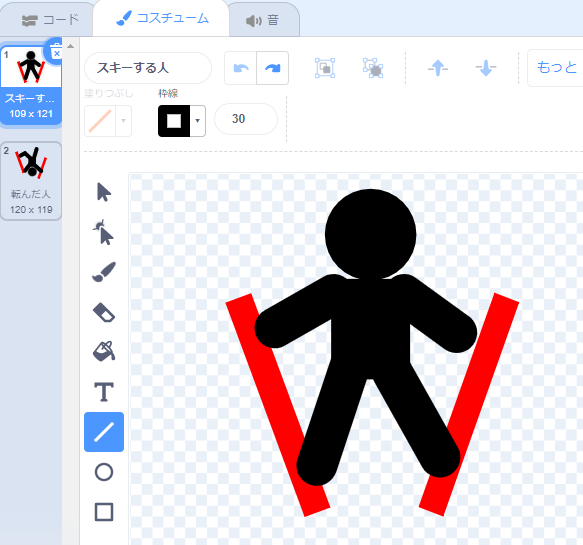 コード
コスチューム
音
1
スキーす...
109 x 121
2
転んだ人
120 x 119
スキーする人
もっと
塗りつぶし
枠線
30
T